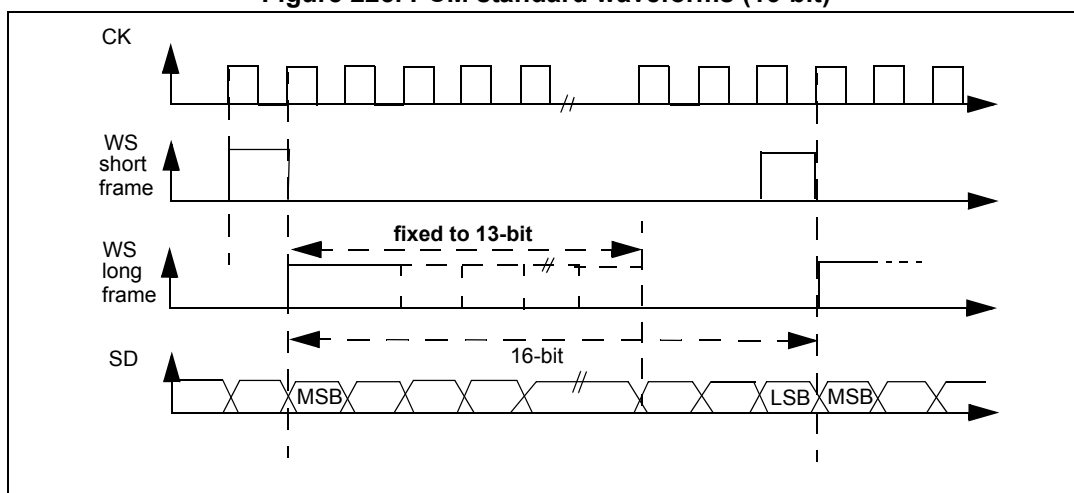 CK
WS
short
frame
fixed to 13-bit
WS
long
frame
16-bit
SD
MSB
LSB
MSB